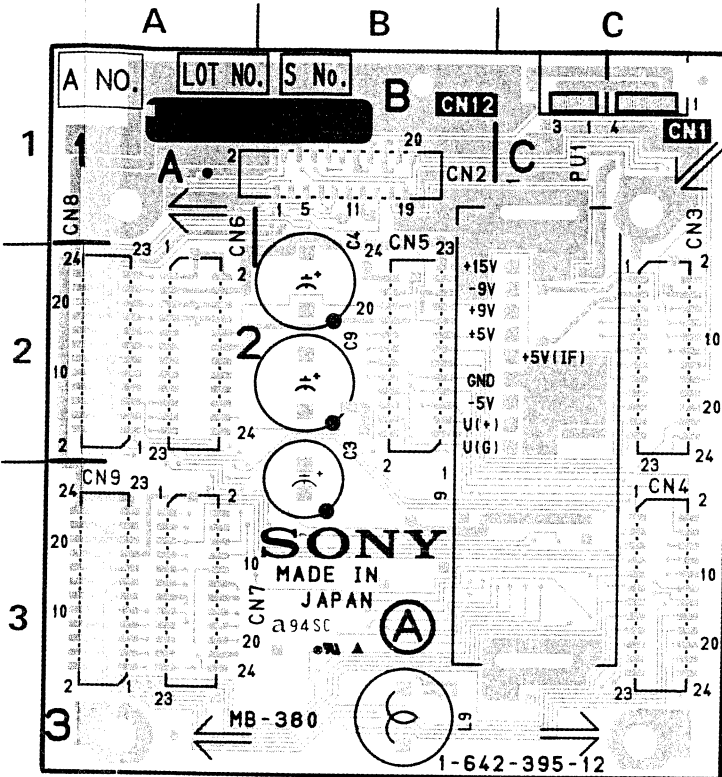 A B C
A NO. LOT NO. S No.
B CN12
1 1
3 1 4 1
CN1
A 2 20 CN2 C PU1
CN8 1 5 11 19 CN6 CN3
24 23 1 2 C4 24 CN5 23 1 2
+15V
20 -9V
20 +9V
C9 +5V
2 2 +5V(IF)
10 GND
-5V 20
24 U(+)
2 1 23 C3 2 1 U(G) 24
23
CN9 23 9 CN4
24 1 2 1 2
SONY
20 10 MADE IN 10
JAPAN
3 10 CN7 a94SC A
20 20
24
2 1 23 23 24
3 MB-380 L9
1-642-395-12